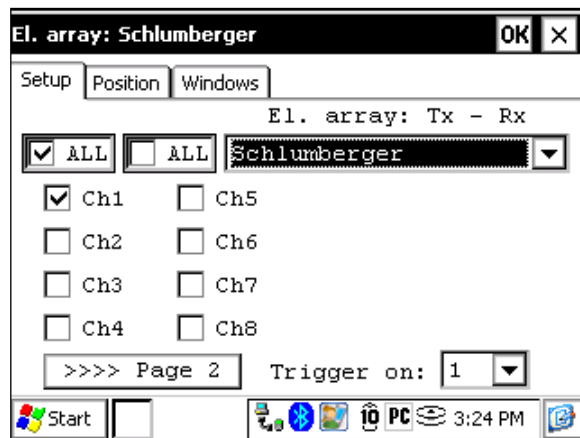 El. array: Schlumberger OK
Setup Position Windows
El. array: Tx - Rx
ALL ALL Schlumberger
Ch1 Ch5
Ch2 Ch6
Ch3 Ch7
Ch4 Ch8
>>>> Page 2 Trigger on: 1
Start PC 3:24 PM